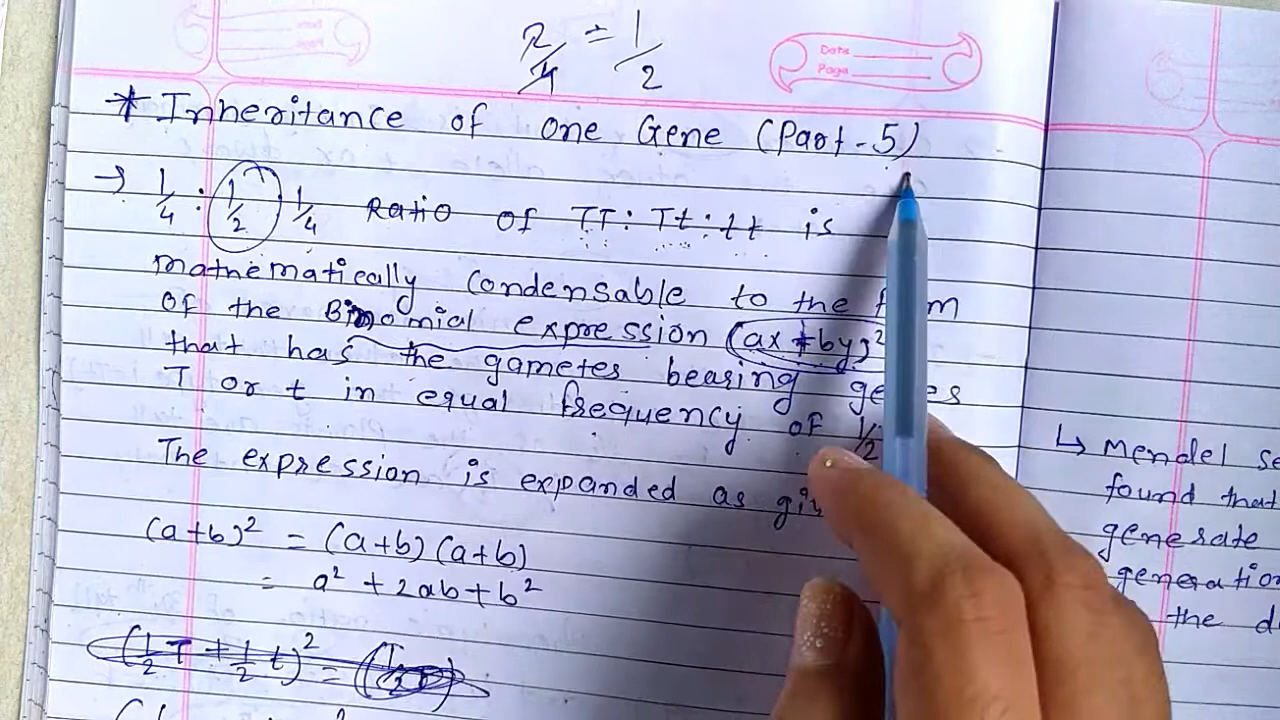 2/4 = 1/2
Date
Page
* Inheritance of one Gene (Part-5)
→ 1/4 : 1/2 : 1/4 Ratio of TT : Tt : tt is
mathematically condensable to the
of the Binomial expression (ax+by)²
that has the gametes bearing
T or t in equal frequency of 1/2
The expression is expanded as
(a+b)² = (a+b) (a+b)
= a² + 2ab + b²
(1/2 T + 1/2 t)² =
↳ Mendel
found that
generate
the